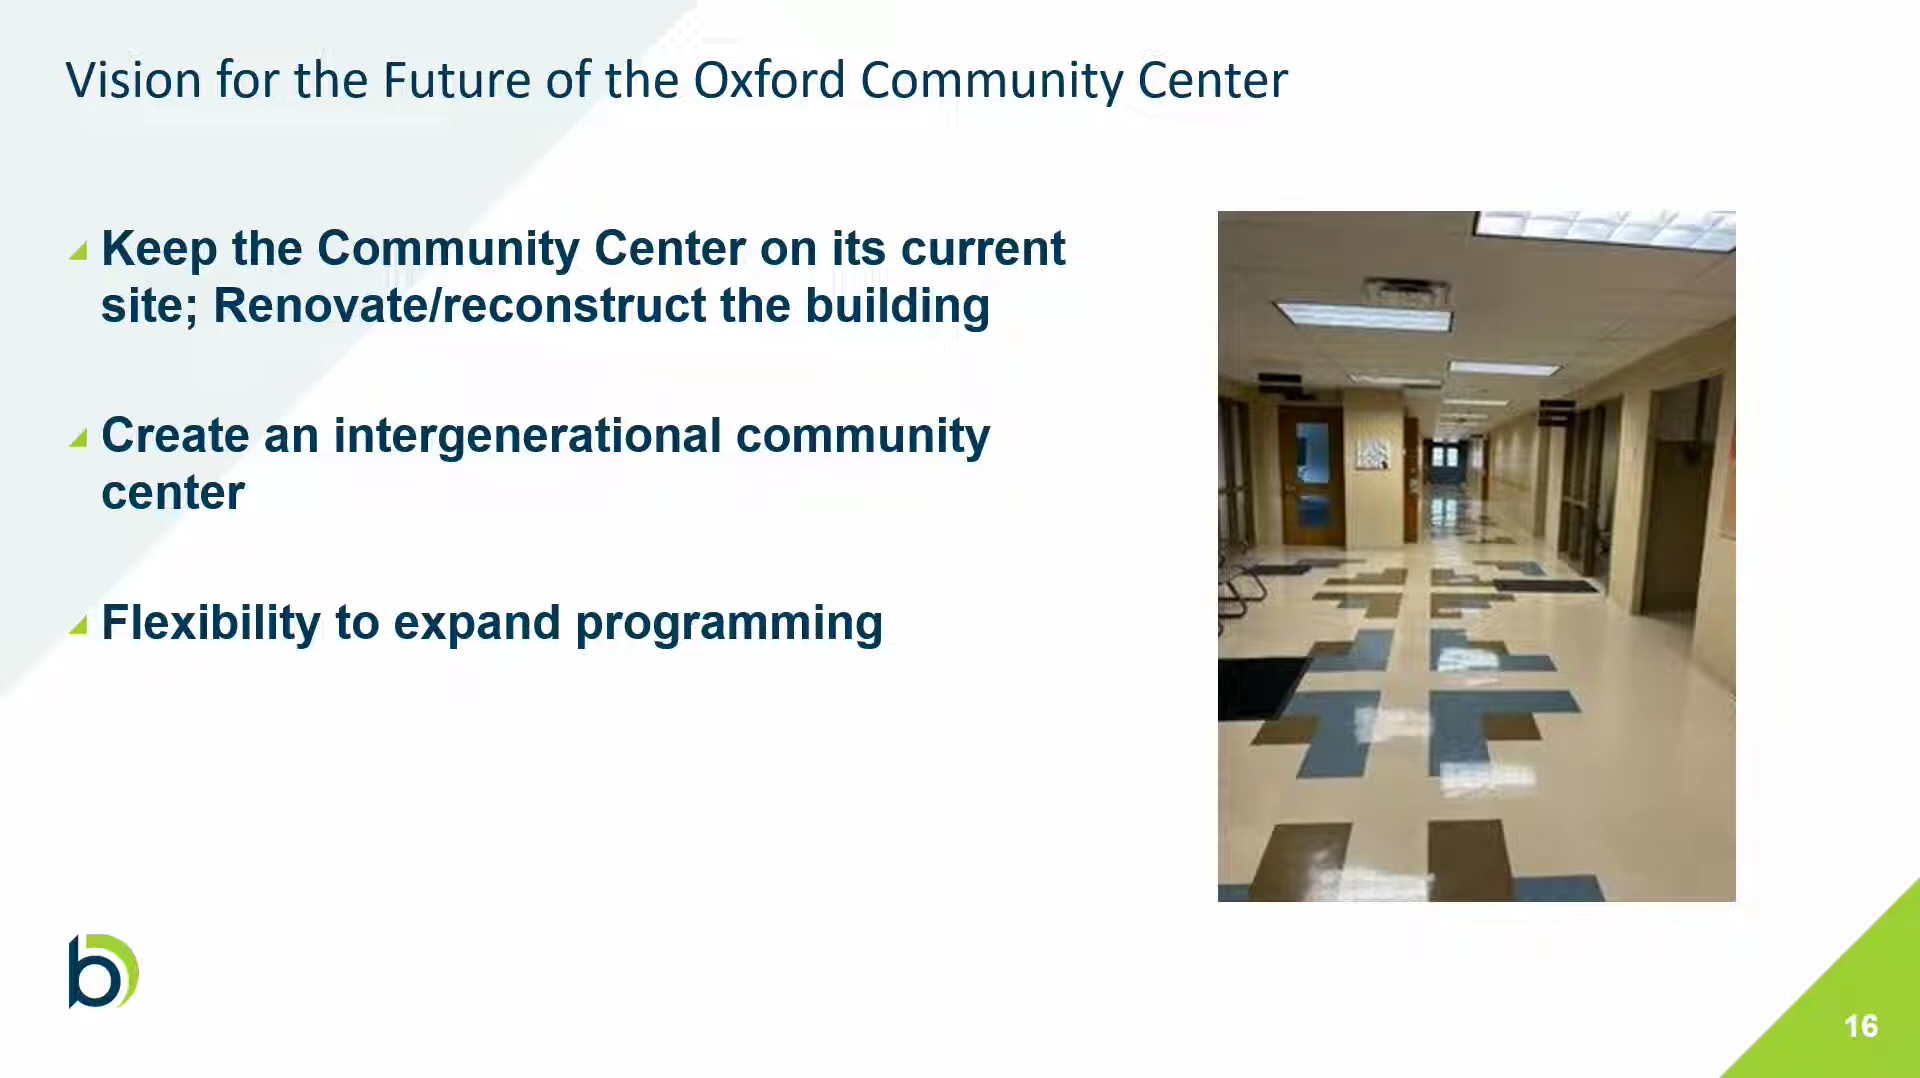 Vision for the Future of the Oxford Community Center
Keep the Community Center on its current
site; Renovate/reconstruct the building
Create an intergenerational community
center
Flexibility to expand programming
b
16